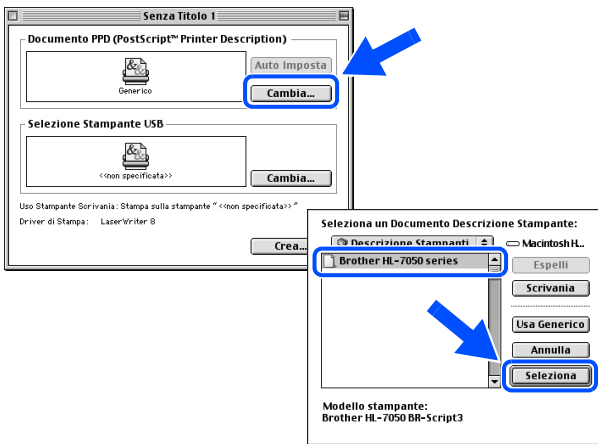 Senza Titolo 1
Documento PPD (PostScript™ Printer Description)
Generico
Auto Imposta
Cambia...
Selezione Stampante USB
<<non specificata>>
Cambia...
Uso Stampante Scrivania: Stampa sulla stampante “<<non specificata>>”
Driver di Stampa: LaserWriter 8
Crea...
Seleziona un Documento Descrizione Stampante:
Descrizione Stampanti
Macintosh H...
Brother HL-7050 series
Espelli
Scrivania
Usa Generico
Annulla
Seleziona
Modello stampante:
Brother HL-7050 BR-Script3